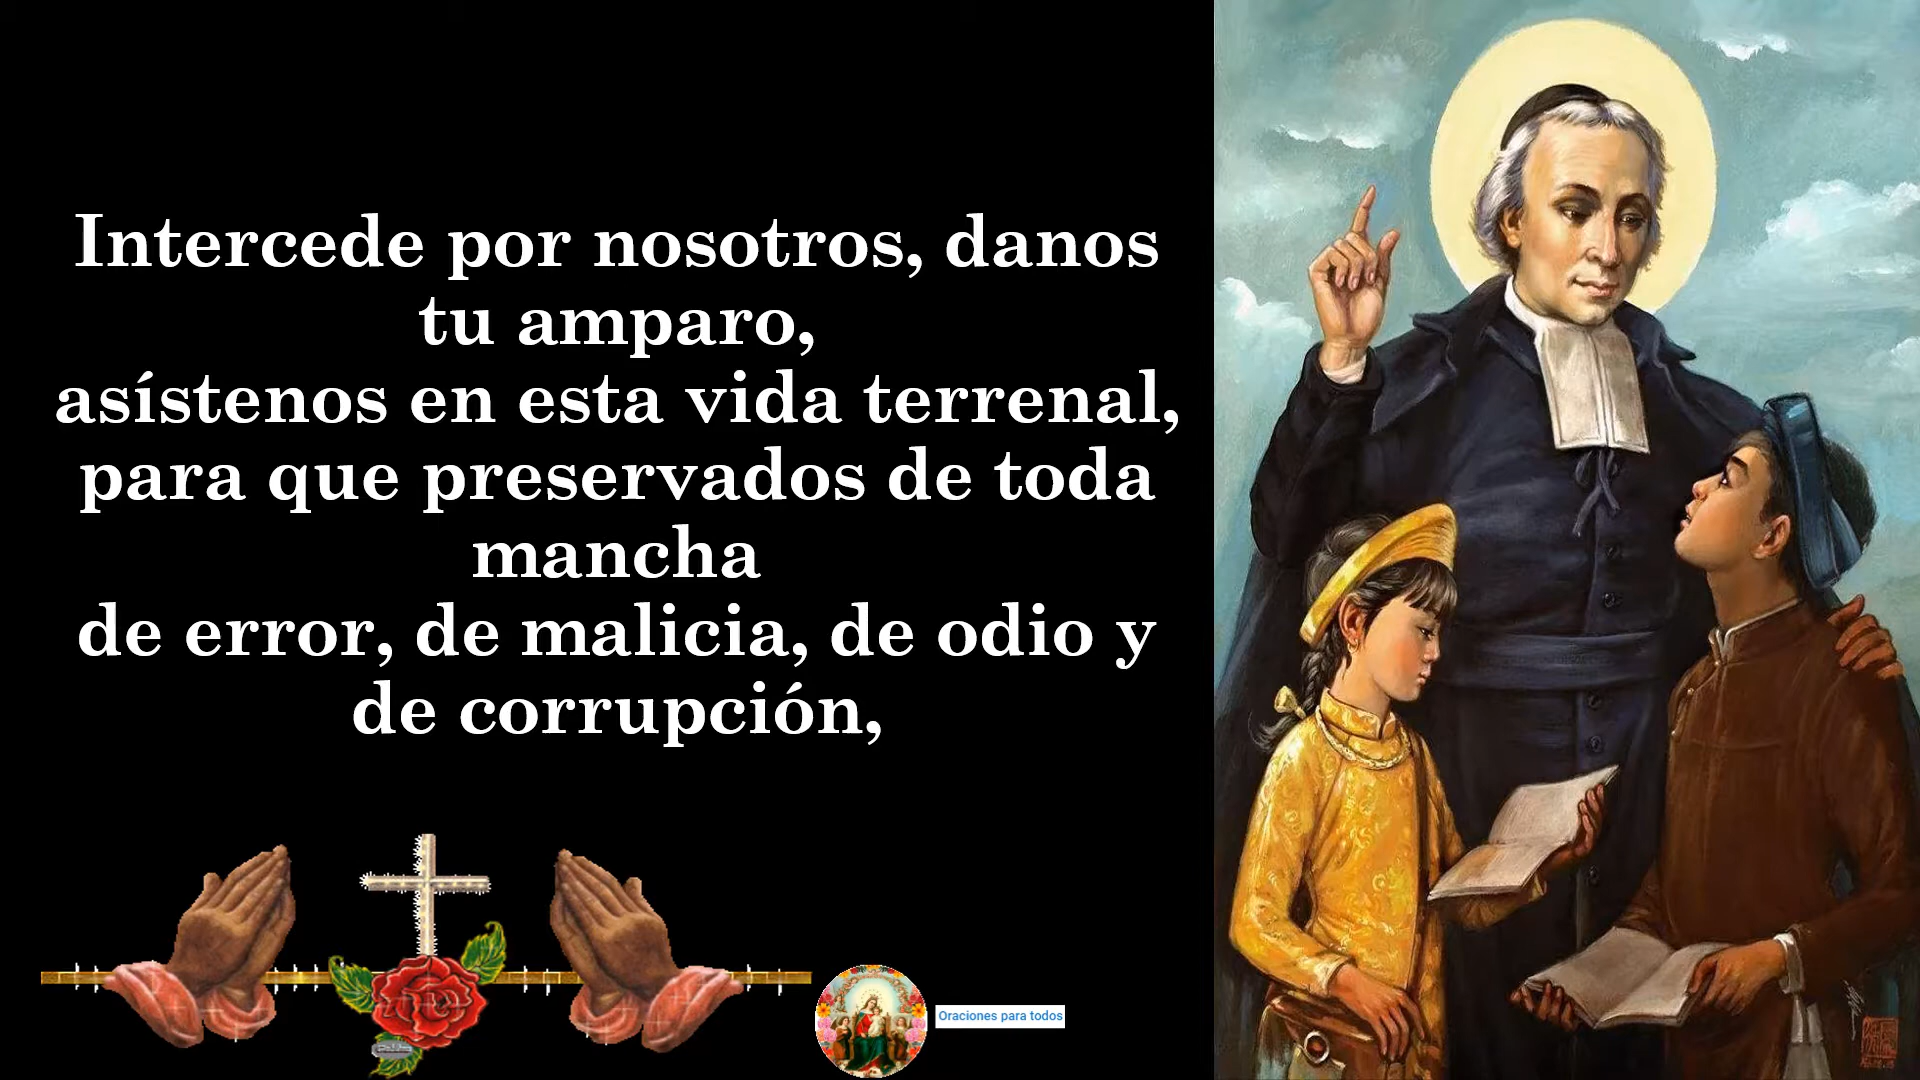 Intercede por nosotros, danos
tu amparo,
asístenos en esta vida terrenal,
para que preservados de toda
mancha
de error, de malicia, de odio y
de corrupción,
Oraciones para todos